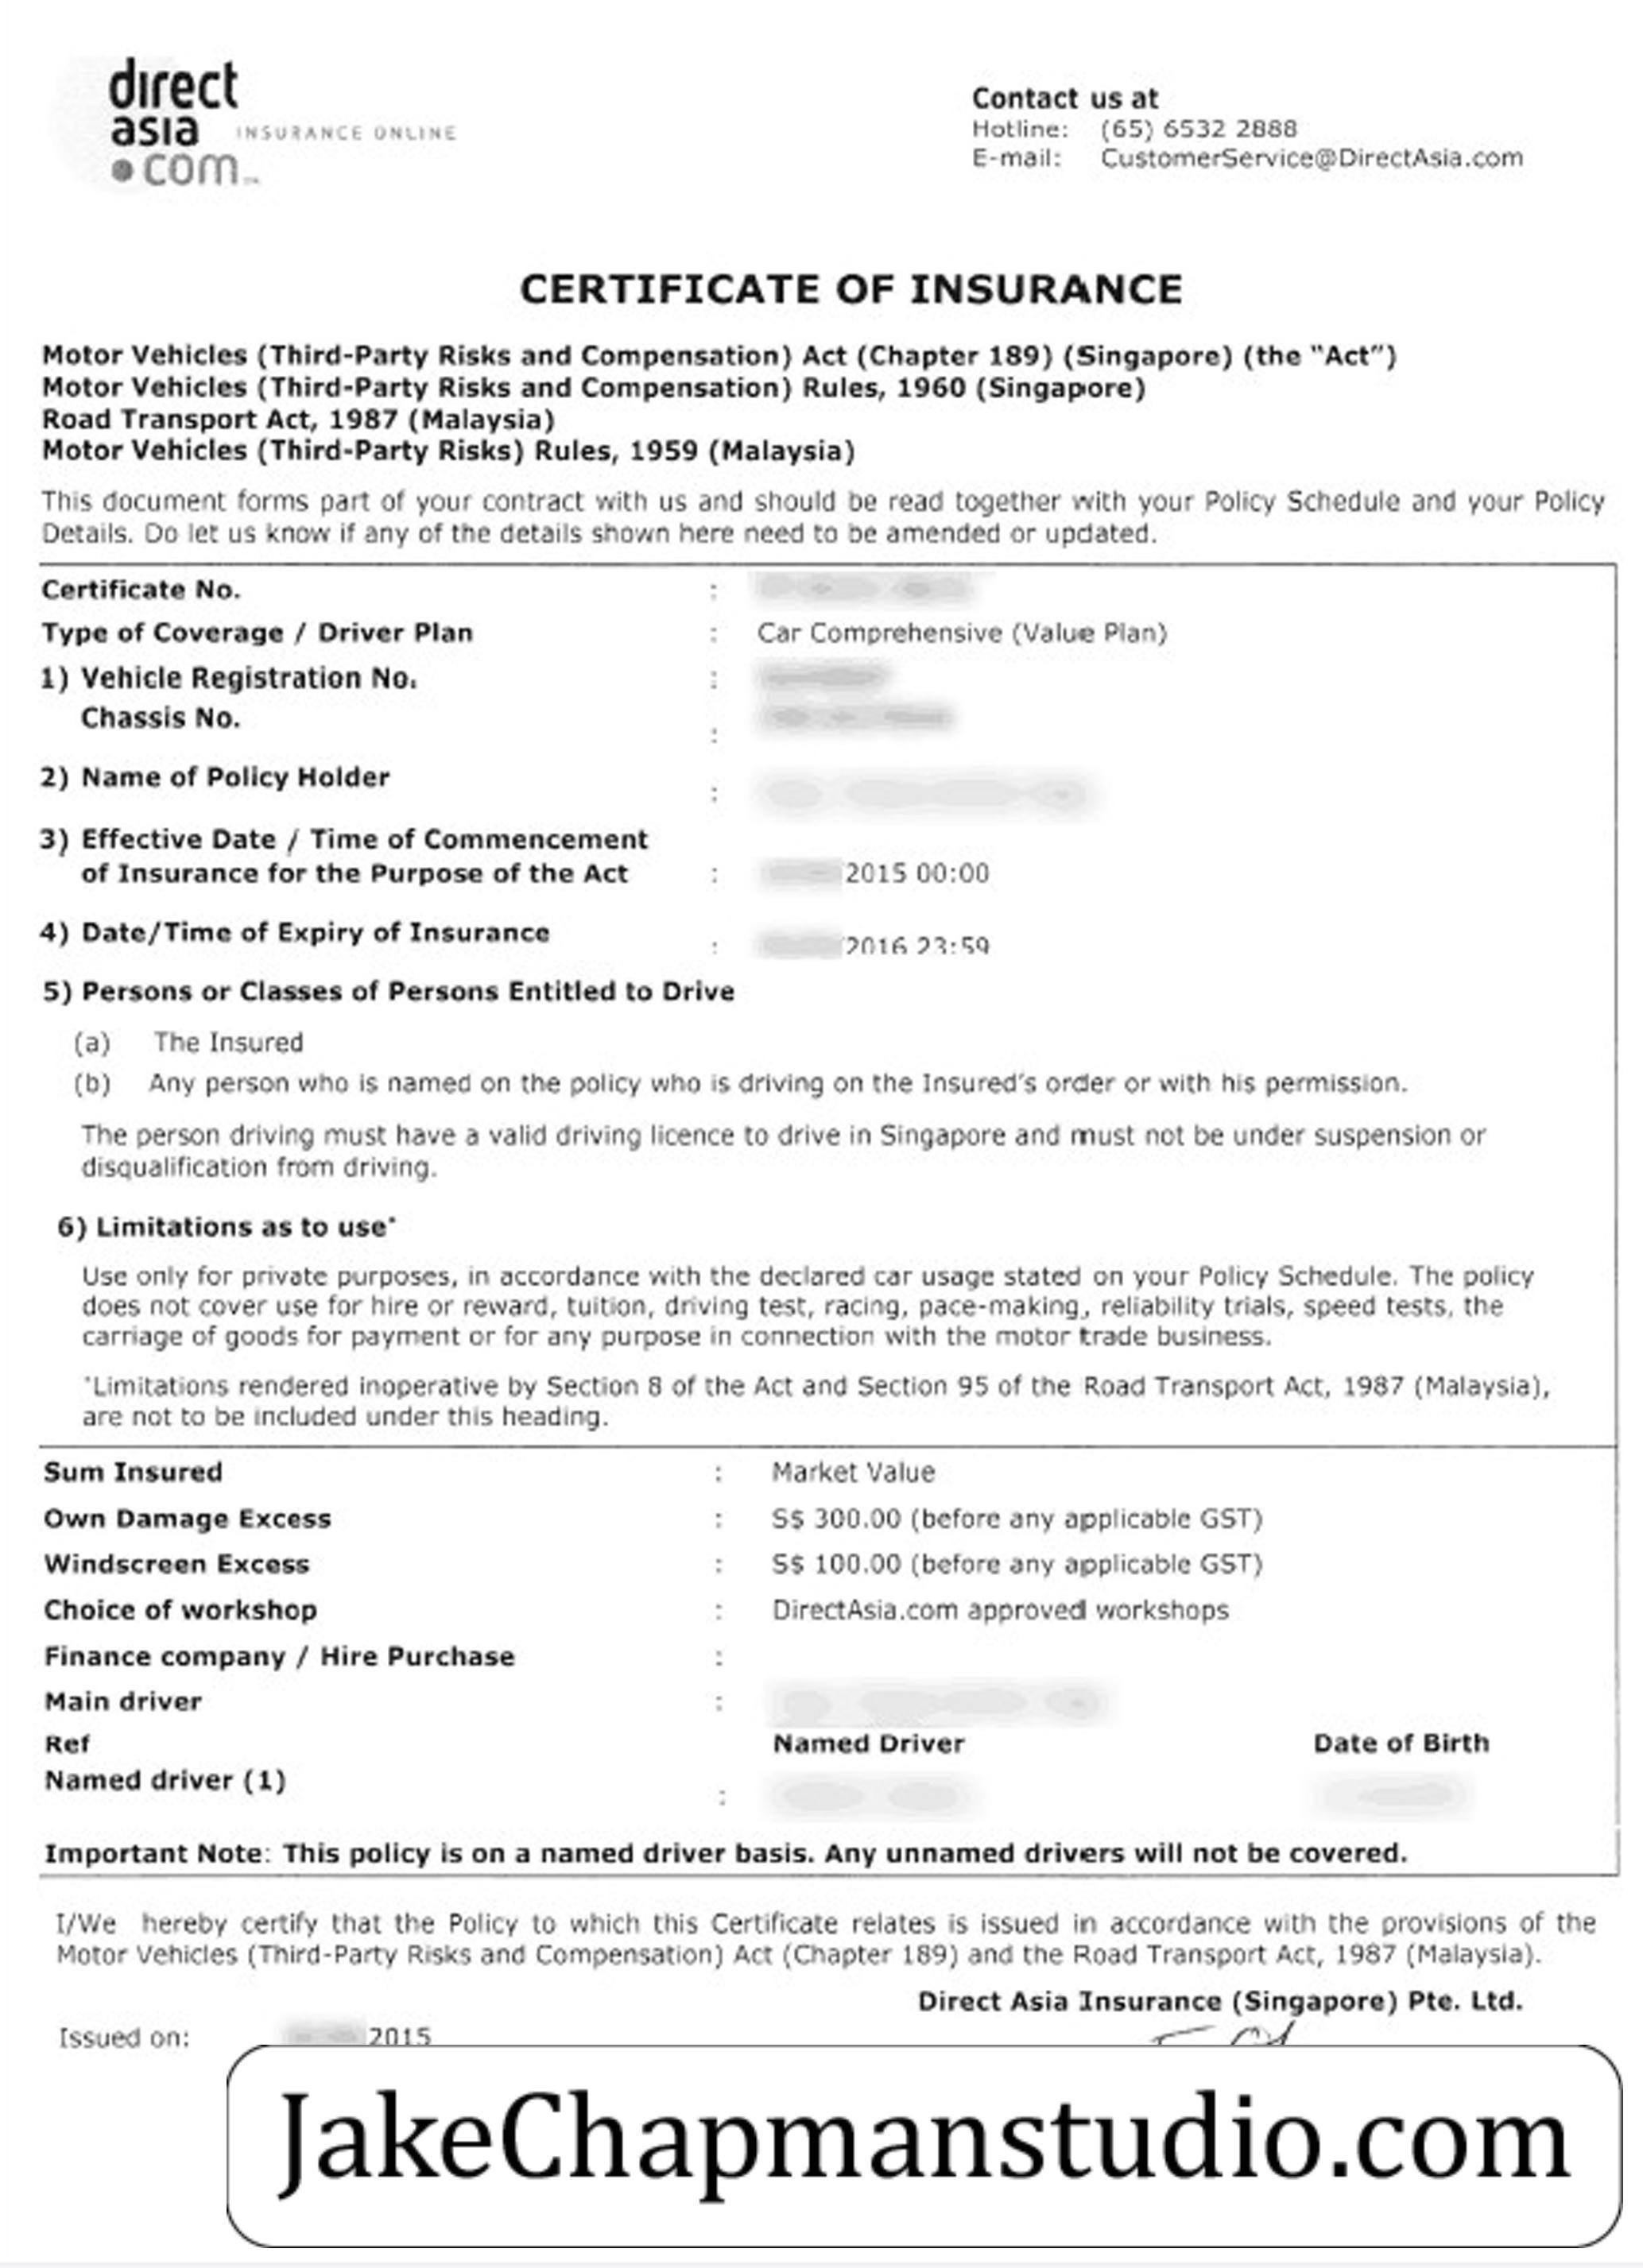 direct
asia INSURANCE ONLINE
.com
Contact us at
Hotline: (65) 6532 2888
E-mail: CustomerService@DirectAsia.com
CERTIFICATE OF INSURANCE
Motor Vehicles (Third-Party Risks and Compensation) Act (Chapter 189) (Singapore) (the “Act”)
Motor Vehicles (Third-Party Risks and Compensation) Rules, 1960 (Singapore)
Road Transport Act, 1987 (Malaysia)
Motor Vehicles (Third-Party Risks) Rules, 1959 (Malaysia)
This document forms part of your contract with us and should be read together with your Policy Schedule and your Policy
Details. Do let us know if any of the details shown here need to be amended or updated.
Certificate No. :
Type of Coverage / Driver Plan : Car Comprehensive (Value Plan)
1) Vehicle Registration No. :
Chassis No. :
2) Name of Policy Holder :
3) Effective Date / Time of Commencement
of Insurance for the Purpose of the Act : 2015 00:00
4) Date/Time of Expiry of Insurance : 2016 23:59
5) Persons or Classes of Persons Entitled to Drive
(a) The Insured
(b) Any person who is named on the policy who is driving on the Insured's order or with his permission.
The person driving must have a valid driving licence to drive in Singapore and must not be under suspension or
disqualification from driving.
6) Limitations as to use*
Use only for private purposes, in accordance with the declared car usage stated on your Policy Schedule. The policy
does not cover use for hire or reward, tuition, driving test, racing, pace-making, reliability trials, speed tests, the
carriage of goods for payment or for any purpose in connection with the motor trade business.
*Limitations rendered inoperative by Section 8 of the Act and Section 95 of the Road Transport Act, 1987 (Malaysia),
are not to be included under this heading.
Sum Insured : Market Value
Own Damage Excess : S$ 300.00 (before any applicable GST)
Windscreen Excess : S$ 100.00 (before any applicable GST)
Choice of workshop : DirectAsia.com approved workshops
Finance company / Hire Purchase :
Main driver :
Ref Named Driver Date of Birth
Named driver (1) :
Important Note: This policy is on a named driver basis. Any unnamed drivers will not be covered.
I/We hereby certify that the Policy to which this Certificate relates is issued in accordance with the provisions of the
Motor Vehicles (Third-Party Risks and Compensation) Act (Chapter 189) and the Road Transport Act, 1987 (Malaysia).
Direct Asia Insurance (Singapore) Pte. Ltd.
Issued on: 2015
JakeChapmanstudio.com